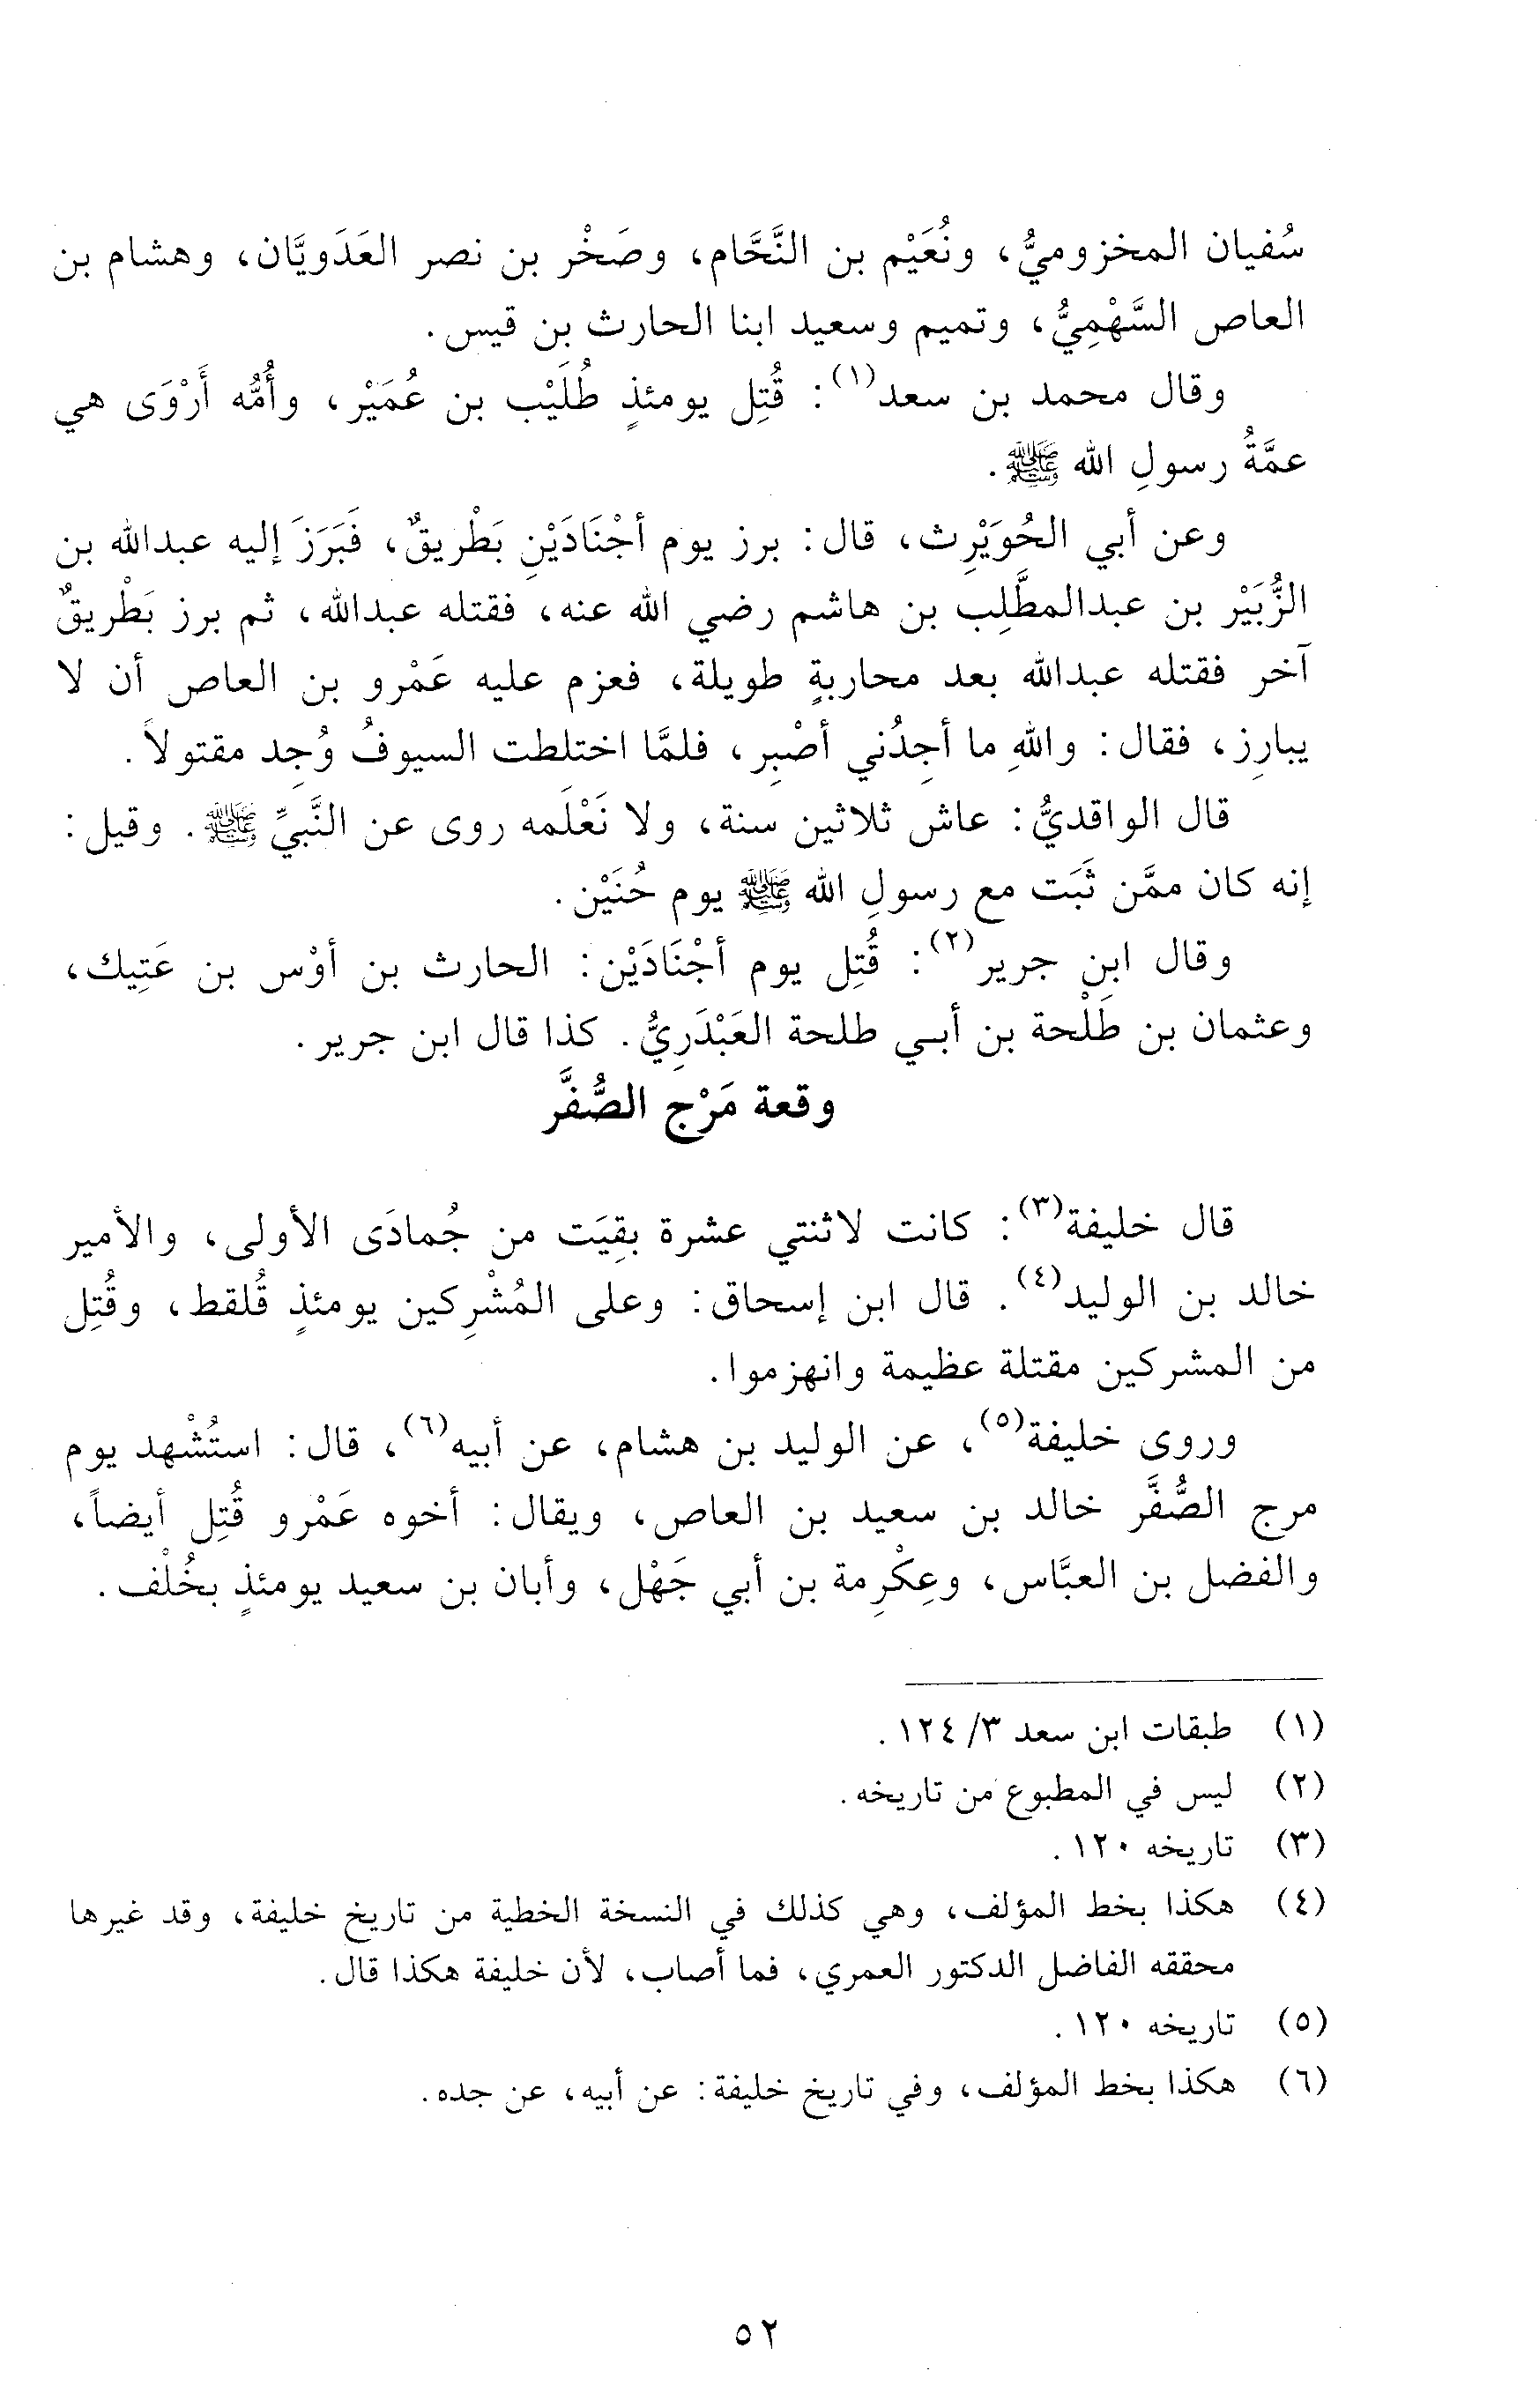 سُفيان المخزوميُّ، ونُعَيْم بن النَّحَّام، وصَخْر بن نصر العَدَويَّان، وهشام بن
العاص السَّهْمِيُّ، وتميم وسعيد ابنا الحارث بن قيس.
وقال محمد بن سعد(١): قُتِل يومئذٍ طُلَيْب بن عُمَيْر، وأُمُّه أَرْوَى هي
عمَّةُ رسولِ الله ﷺ.
وعن أبي الحُوَيْرِث، قال: برز يوم أجْنَادَيْنِ بَطْريقٌ، فَبَرَزَ إليه عبدالله بن
الزُّبَيْر بن عبدالمطَّلِب بن هاشم رضي الله عنه، فقتله عبدالله، ثم برز بَطْريقٌ
آخر فقتله عبدالله بعد محاربةٍ طويلة، فعزم عليه عَمْرو بن العاص أن لا
يبارِز، فقال: واللهِ ما أجِدُني أصْبِر، فلمَّا اختلطت السيوفُ وُجِد مقتولاً.
قال الواقديُّ: عاش ثلاثين سنة، ولا نَعْلَمه روى عن النَّبيِّ ﷺ. وقيل:
إنه كان ممَّن ثَبَت مع رسولِ الله ﷺ يوم حُنَيْن.
وقال ابن جرير(٢): قُتِل يوم أجْنَادَيْن: الحارث بن أوْس بن عَتِيك،
وعثمان بن طَلْحة بن أبي طلحة العَبْدَرِيُّ. كذا قال ابن جرير.
وقعة مَرْج الصُّفَّر
قال خليفة(٣): كانت لاثنتي عشرة بقِيَت من جُمادَى الأولى، والأمير
خالد بن الوليد(٤). قال ابن إسحاق: وعلى المُشْرِكين يومئذٍ قُلقط، وقُتِل
من المشركين مقتلة عظيمة وانهزموا.
وروى خليفة(٥)، عن الوليد بن هشام، عن أبيه(٦)، قال: استُشْهد يوم
مرج الصُّفَّر خالد بن سعيد بن العاص، ويقال: أخوه عَمْرو قُتِل أيضاً،
والفضل بن العبَّاس، وعِكْرِمة بن أبي جَهْل، وأبان بن سعيد يومئذٍ بخُلْف.
(١) طبقات ابن سعد ٣/ ١٢٤.
(٢) ليس في المطبوع من تاريخه.
(٣) تاريخه ١٢٠.
(٤) هكذا بخط المؤلف، وهي كذلك في النسخة الخطية من تاريخ خليفة، وقد غيرها
محققه الفاضل الدكتور العمري، فما أصاب، لأن خليفة هكذا قال.
(٥) تاريخه ١٢٠.
(٦) هكذا بخط المؤلف، وفي تاريخ خليفة: عن أبيه، عن جده.
٥٢